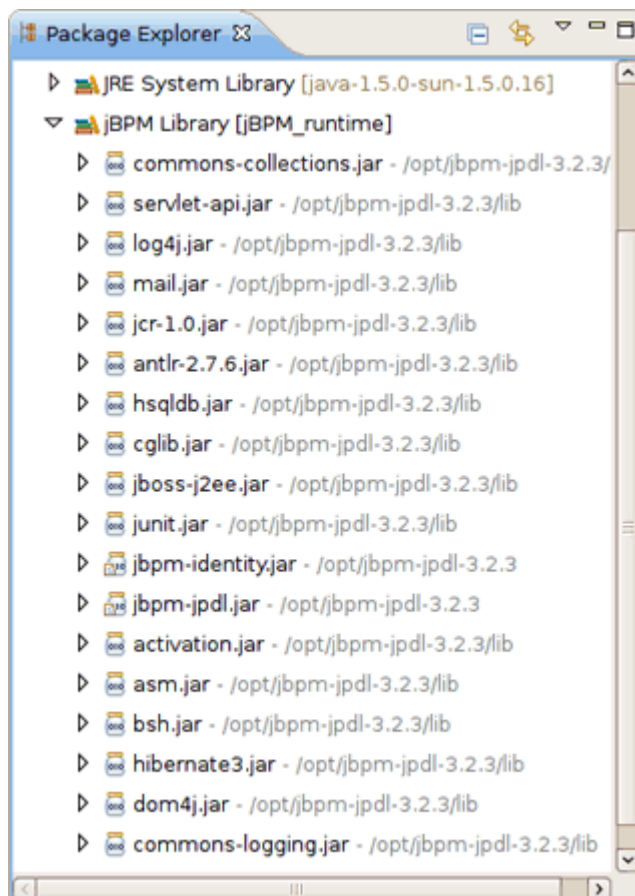 Package Explorer
JRE System Library [java-1.5.0-sun-1.5.0.16]
jBPM Library [jBPM_runtime]
commons-collections.jar - /opt/jbpm-jpdl-3.2.3/
servlet-api.jar - /opt/jbpm-jpdl-3.2.3/lib
log4j.jar - /opt/jbpm-jpdl-3.2.3/lib
mail.jar - /opt/jbpm-jpdl-3.2.3/lib
jcr-1.0.jar - /opt/jbpm-jpdl-3.2.3/lib
antlr-2.7.6.jar - /opt/jbpm-jpdl-3.2.3/lib
hsqldb.jar - /opt/jbpm-jpdl-3.2.3/lib
cglib.jar - /opt/jbpm-jpdl-3.2.3/lib
jboss-j2ee.jar - /opt/jbpm-jpdl-3.2.3/lib
junit.jar - /opt/jbpm-jpdl-3.2.3/lib
jbpm-identity.jar - /opt/jbpm-jpdl-3.2.3
jbpm-jpdl.jar - /opt/jbpm-jpdl-3.2.3
activation.jar - /opt/jbpm-jpdl-3.2.3/lib
asm.jar - /opt/jbpm-jpdl-3.2.3/lib
bsh.jar - /opt/jbpm-jpdl-3.2.3/lib
hibernate3.jar - /opt/jbpm-jpdl-3.2.3/lib
dom4j.jar - /opt/jbpm-jpdl-3.2.3/lib
commons-logging.jar - /opt/jbpm-jpdl-3.2.3/lib